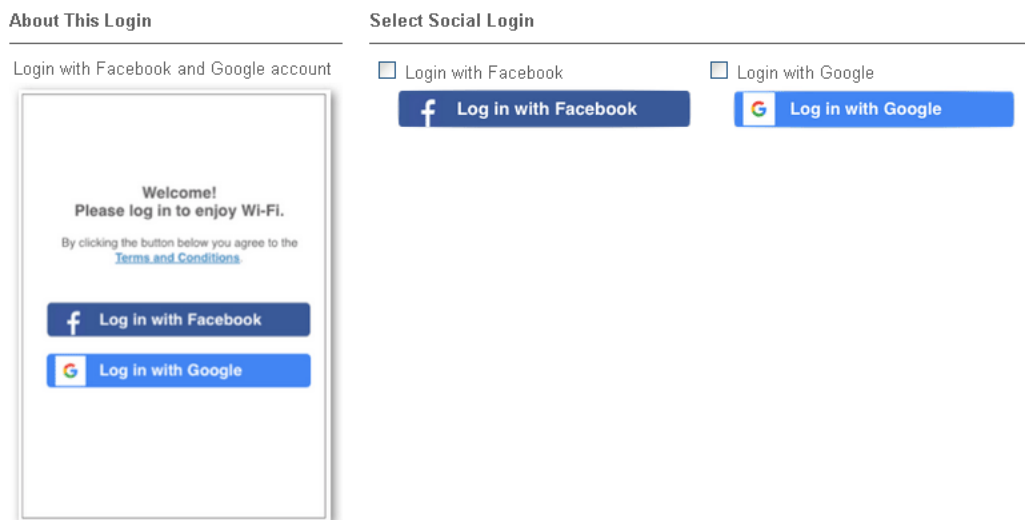 About This Login
Login with Facebook and Google account
Welcome!
Please log in to enjoy Wi-Fi.
By clicking the button below you agree to the
Terms and Conditions.
f Log in with Facebook
G Log in with Google
Select Social Login
Login with Facebook
f Log in with Facebook
Login with Google
G Log in with Google